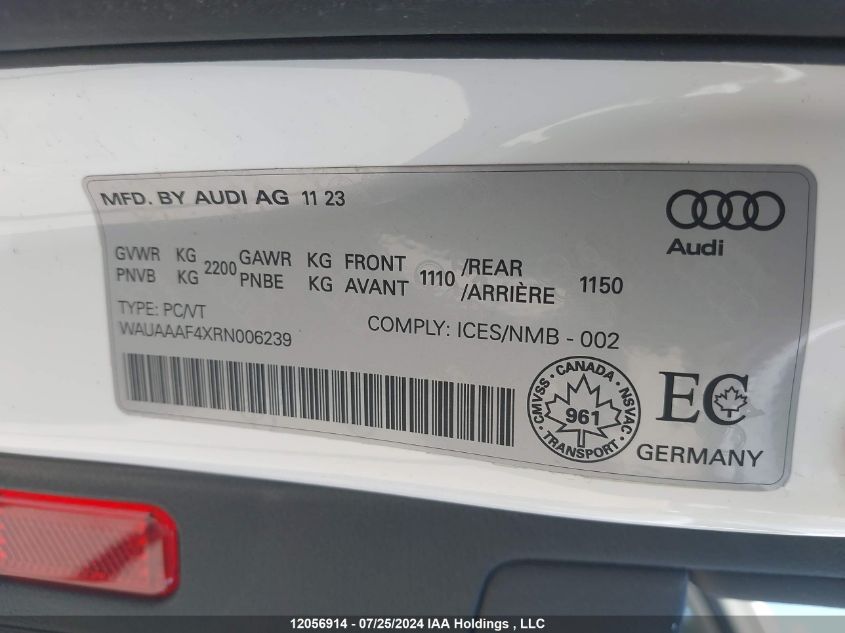 MFD. BY AUDI AG 11 23
Audi
GVWR KG 2200 GAWR KG FRONT 1110 /REAR 1150
PNVB KG PNBE KG AVANT /ARRIÈRE
TYPE: PC/VT
WAUAAAF4XRN006239
COMPLY: ICES/NMB - 002
CANADA
CMVSS
NSVAC
961
TRANSPORT
EC
GERMANY
12056914 - 07/25/2024 IAA Holdings , LLC